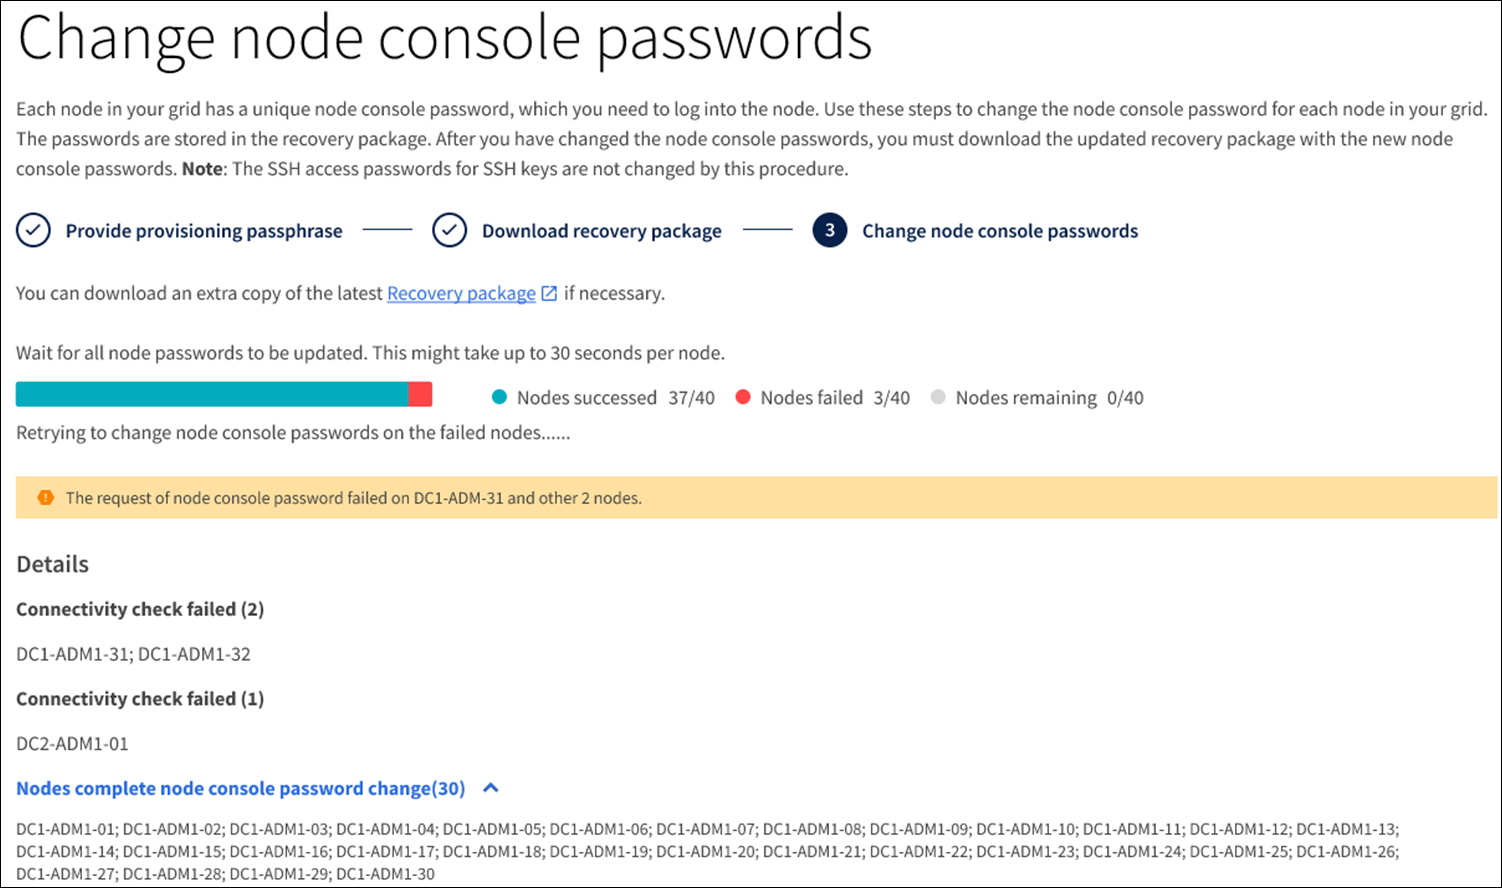 Change node console passwords
Each node in your grid has a unique node console password, which you need to log into the node. Use these steps to change the node console password for each node in your grid.
The passwords are stored in the recovery package. After you have changed the node console passwords, you must download the updated recovery package with the new node
console passwords. Note: The SSH access passwords for SSH keys are not changed by this procedure.
Provide provisioning passphrase Download recovery package 3 Change node console passwords
You can download an extra copy of the latest Recovery package if necessary.
Wait for all node passwords to be updated. This might take up to 30 seconds per node.
Nodes successed 37/40 Nodes failed 3/40 Nodes remaining 0/40
Retrying to change node console passwords on the failed nodes......
The request of node console password failed on DC1-ADM-31 and other 2 nodes.
Details
Connectivity check failed (2)
DC1-ADM1-31; DC1-ADM1-32
Connectivity check failed (1)
DC2-ADM1-01
Nodes complete node console password change(30)
DC1-ADM1-01; DC1-ADM1-02; DC1-ADM1-03; DC1-ADM1-04; DC1-ADM1-05; DC1-ADM1-06; DC1-ADM1-07; DC1-ADM1-08; DC1-ADM1-09; DC1-ADM1-10; DC1-ADM1-11; DC1-ADM1-12; DC1-ADM1-13;
DC1-ADM1-14; DC1-ADM1-15; DC1-ADM1-16; DC1-ADM1-17; DC1-ADM1-18; DC1-ADM1-19; DC1-ADM1-20; DC1-ADM1-21; DC1-ADM1-22; DC1-ADM1-23; DC1-ADM1-24; DC1-ADM1-25; DC1-ADM1-26;
DC1-ADM1-27; DC1-ADM1-28; DC1-ADM1-29; DC1-ADM1-30